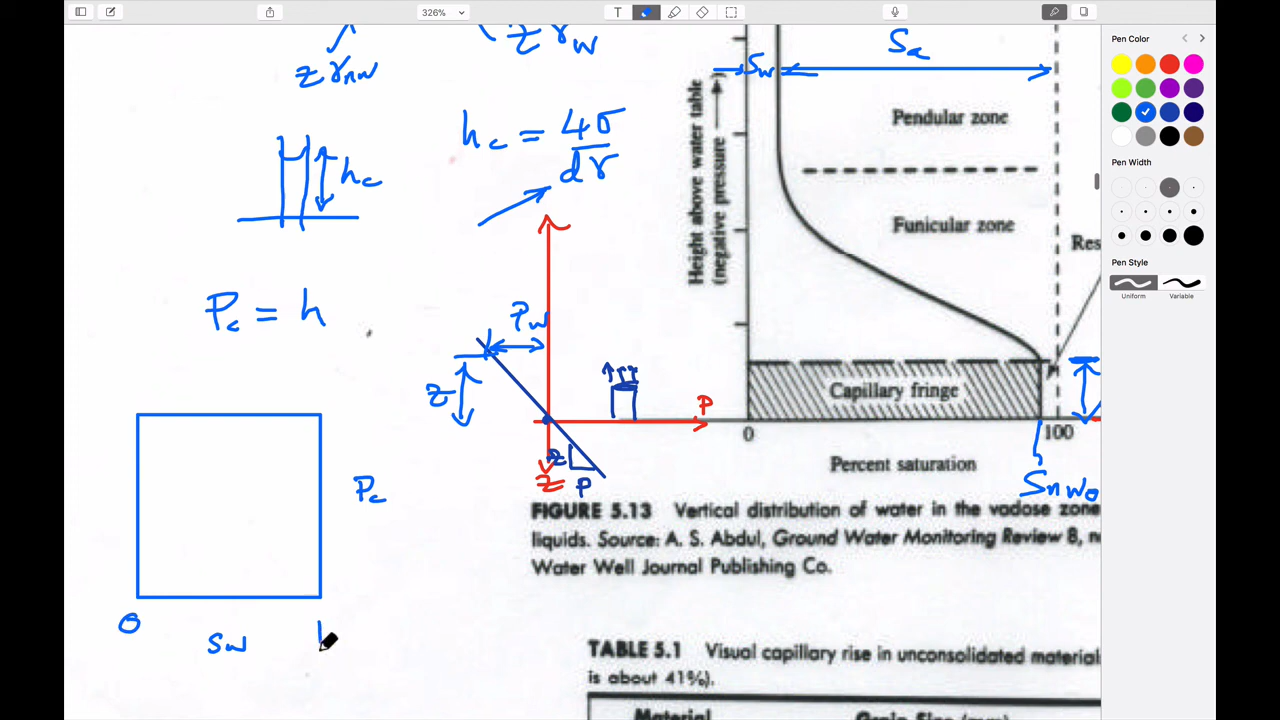 326%
T
z γnw
z γw
hc
hc = 4σ
dγ
Pc = h
Pw
z
P
z
P
z
0
Sw
1
Pc
Sw
Sa
Height above water table
(negative pressure)
Pendular zone
Funicular zone
Res
Capillary fringe
0
100
Percent saturation
Snw0
FIGURE 5.13 Vertical distribution of water in the vadose zone
liquids. Source: A. S. Abdul, Ground Water Monitoring Review 8, n
Water Well Journal Publishing Co.
TABLE 5.1 Visual capillary rise in unconsolidated material
is about 41%).
Material
Grain Size (mm)
Pen Color
Pen Width
Pen Style
Uniform
Variable